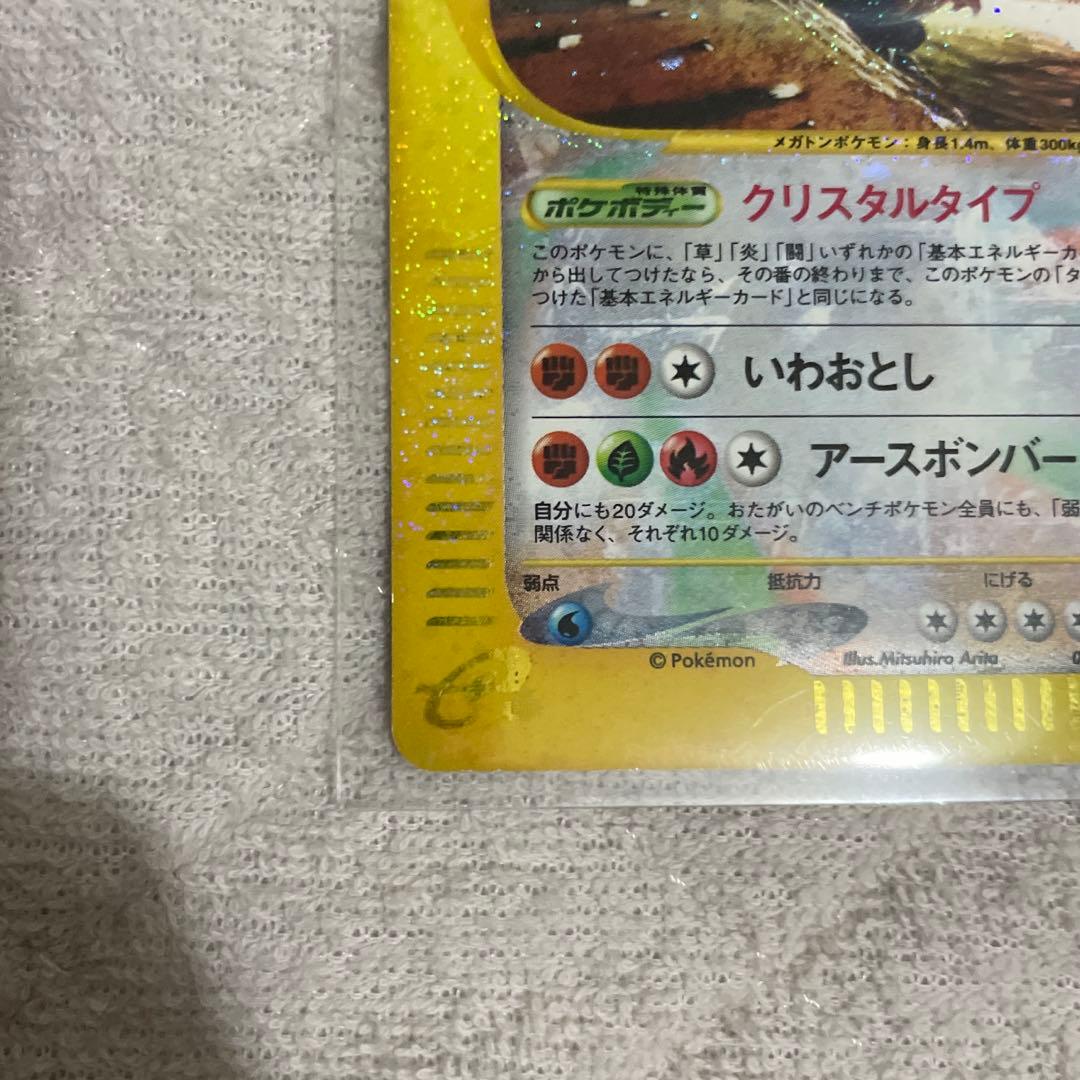 メガトンポケモン：身長1.4m、体重300kg
特殊体質
ポケボディー クリスタルタイプ
このポケモンに、「草」「炎」「闘」いずれかの「基本エネルギーカ
から出してつけたなら、その番の終わりまで、このポケモンの「タ
つけた「基本エネルギーカード」と同じになる。
いわおとし
アースボンバー
自分にも20ダメージ。おたがいのベンチポケモン全員にも、「弱
関係なく、それぞれ10ダメージ。
弱点 抵抗力 にげる
©Pokémon Illus.Mitsuhiro Arita 0